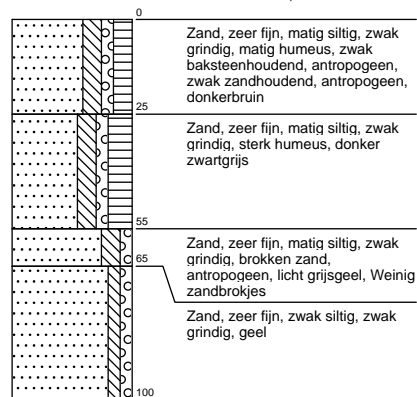 0
Zand, zeer fijn, matig siltig, zwak
grindig, matig humeus, zwak
baksteenhoudend, antropogeen,
zwak zandhoudend, antropogeen,
donkerbruin
25
Zand, zeer fijn, matig siltig, zwak
grindig, sterk humeus, donker
zwartgrijs
55
Zand, zeer fijn, matig siltig, zwak
grindig, brokken zand,
antropogeen, licht grijsgeel, Weinig
zandbrokjes
65
Zand, zeer fijn, zwak siltig, zwak
grindig, geel
100